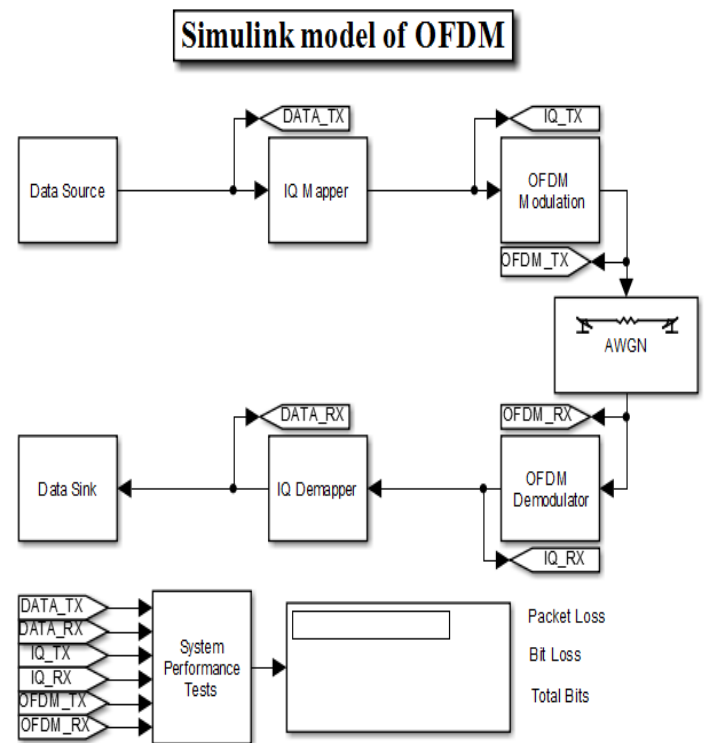 Simulink model of OFDM
DATA_TX
IQ_TX
Data Source
IQ Mapper
OFDM
Modulation
OFDM_TX
AWGN
DATA_RX
OFDM_RX
Data Sink
IQ Demapper
OFDM
Demodulator
IQ_RX
DATA_TX
DATA_RX
IQ_TX
IQ_RX
OFDM_TX
OFDM_RX
System
Performance
Tests
Packet Loss
Bit Loss
Total Bits